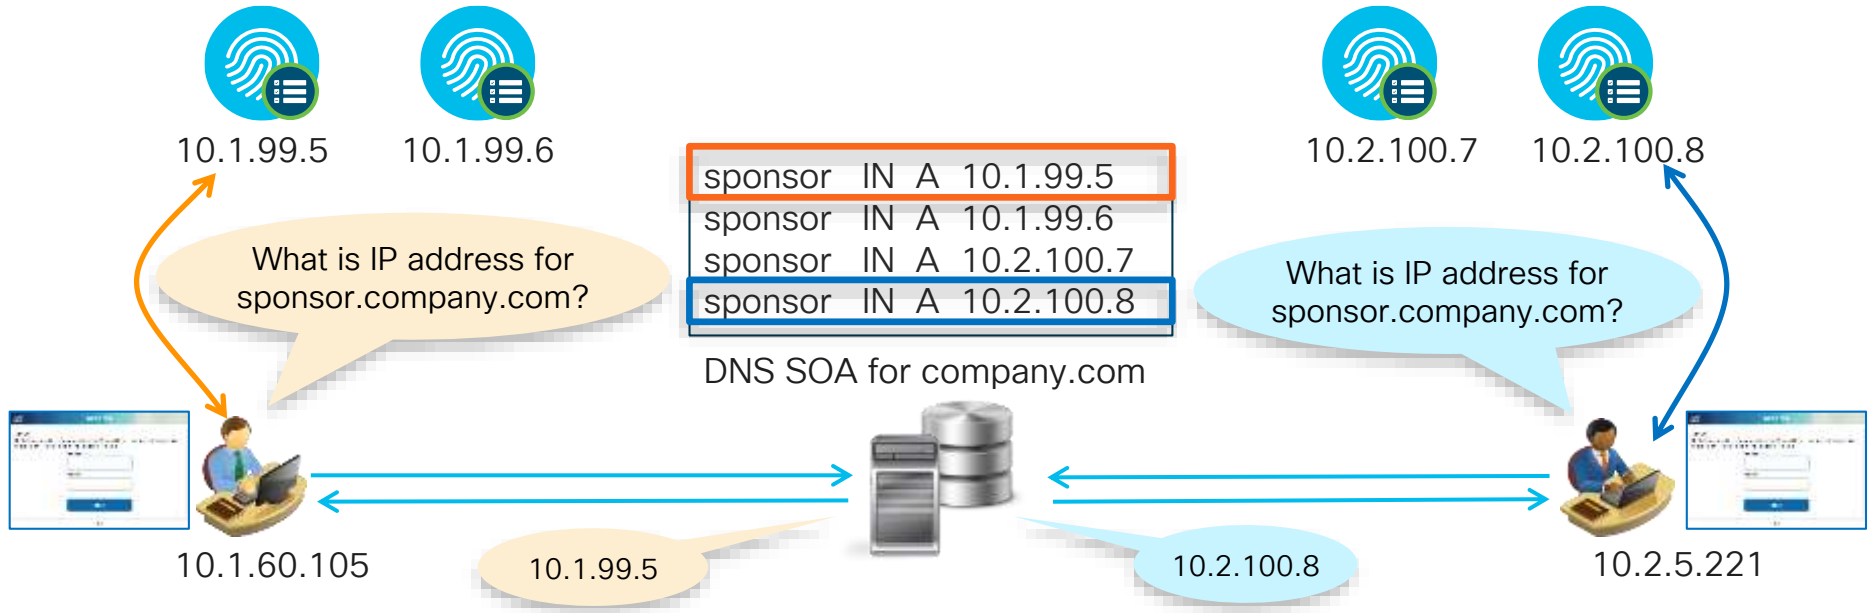 10.1.99.5
10.1.99.6
10.2.100.7
10.2.100.8
sponsor IN A 10.1.99.5
sponsor IN A 10.1.99.6
sponsor IN A 10.2.100.7
sponsor IN A 10.2.100.8
What is IP address for
sponsor.company.com?
What is IP address for
sponsor.company.com?
DNS SOA for company.com
10.1.60.105
10.1.99.5
10.2.100.8
10.2.5.221